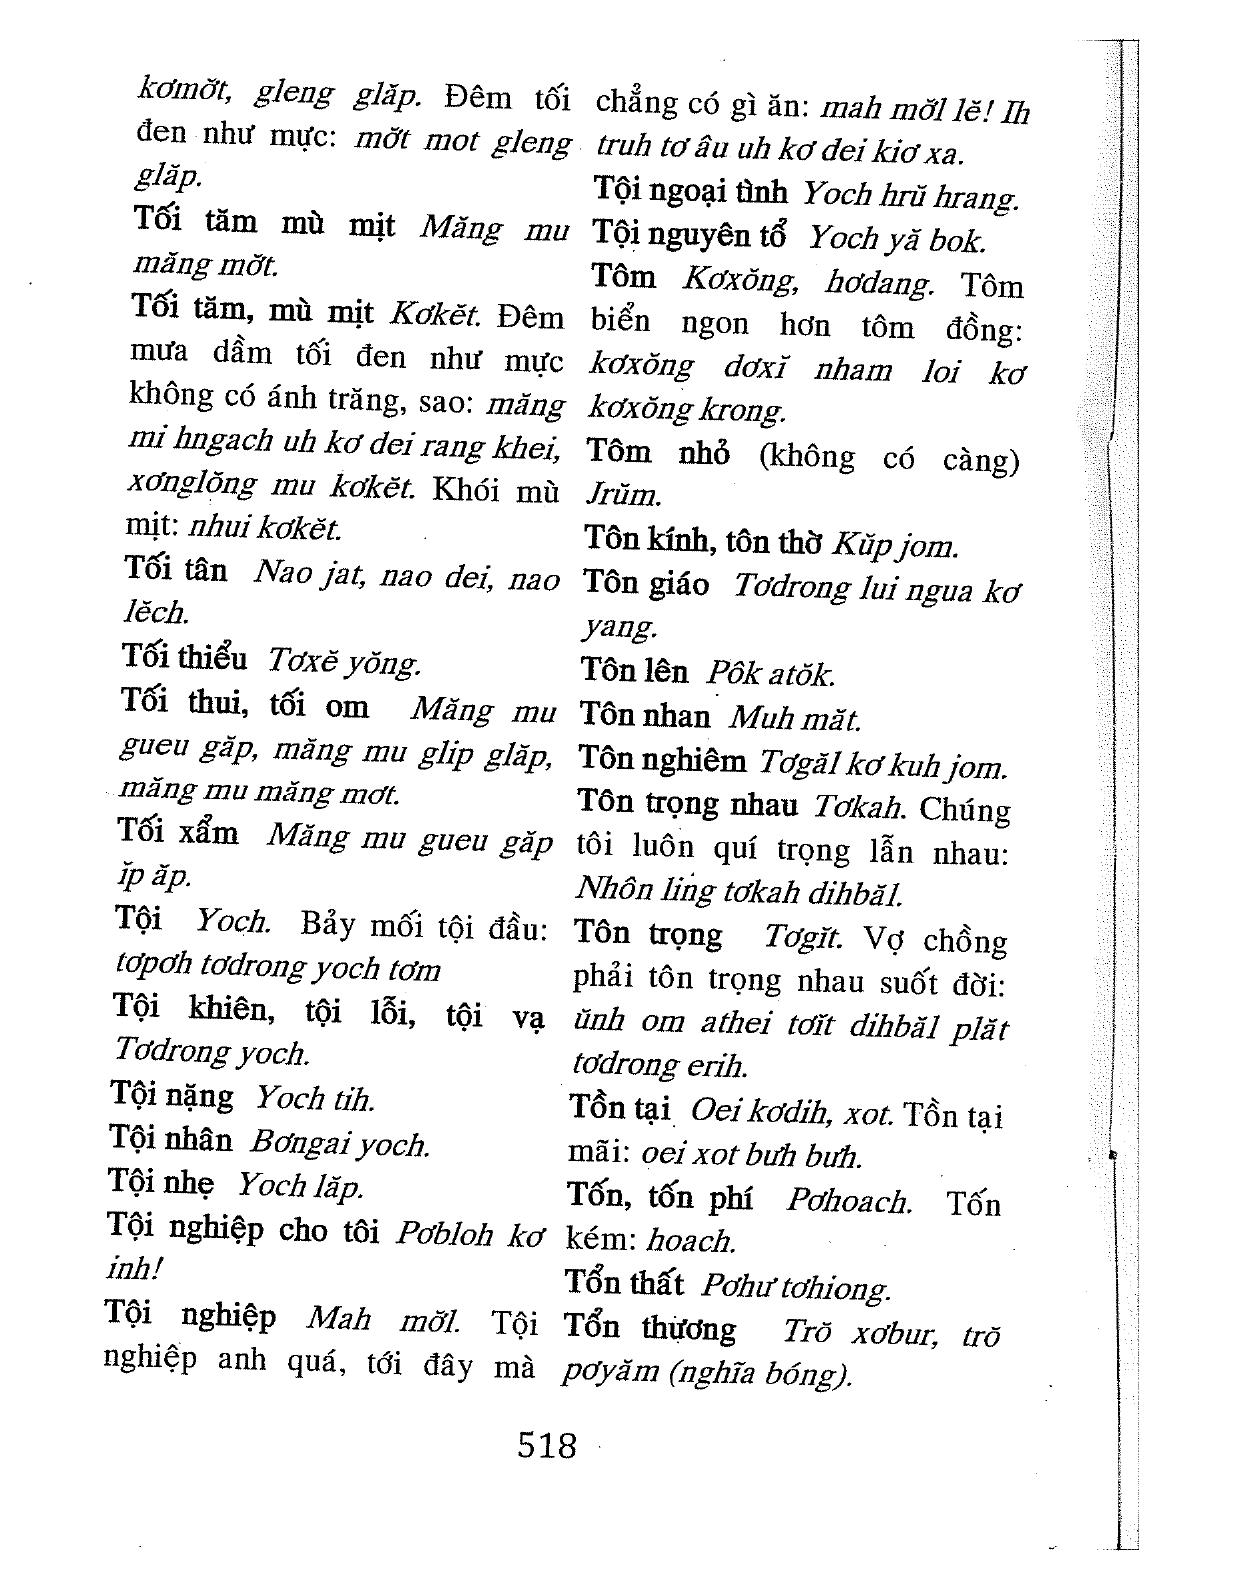 kơmơ̆t, gleng glăp. Đêm tối
đen như mực: mơ̆t mot gleng
glăp.
Tối tăm mù mịt Măng mu
măng mơ̆t.
Tối tăm, mù mịt Kơkĕt. Đêm
mưa dầm tối đen như mực
không có ánh trăng, sao: măng
mi hngach uh kơ dei rang khei,
xơnglŏng mu kơkĕt. Khói mù
mịt: nhui kơkĕt.
Tối tân Nao jat, nao dei, nao
lĕch.
Tối thiểu Tơxĕ yŏng.
Tối thui, tối om Măng mu
gueu găp, măng mu glip glăp,
măng mu măng mơt.
Tối xẩm Măng mu gueu găp
ĭp ăp.
Tội Yoch. Bảy mối tội đầu:
tơpơh tơdrong yoch tơm
Tội khiên, tội lỗi, tội vạ
Tơdrong yoch.
Tội nặng Yoch tih.
Tội nhân Bơngai yoch.
Tội nhẹ Yoch lăp.
Tội nghiệp cho tôi Pơbloh kơ
inh!
Tội nghiệp Mah mơ̆l. Tội
nghiệp anh quá, tới đây mà
chẳng có gì ăn: mah mơ̆l lĕ! Ih
truh tơ âu uh kơ dei kiơ xa.
Tội ngoại tình Yoch hrŭ hrang.
Tội nguyên tổ Yoch yă bok.
Tôm Kơxŏng, hơdang. Tôm
biển ngon hơn tôm đồng:
kơxŏng dơxĭ nham loi kơ
kơxŏng krong.
Tôm nhỏ (không có càng)
Jrŭm.
Tôn kính, tôn thờ Kŭp jom.
Tôn giáo Tơdrong lui ngua kơ
yang.
Tôn lên Pôk atŏk.
Tôn nhan Muh măt.
Tôn nghiêm Tơgăl kơ kuh jom.
Tôn trọng nhau Tơkah. Chúng
tôi luôn quí trọng lẫn nhau:
Nhôn ling tơkah dihbăl.
Tôn trọng Tơgĭt. Vợ chồng
phải tôn trọng nhau suốt đời:
ŭnh om athei tơĭt dihbăl plăt
tơdrong erih.
Tồn tại Oei kơdih, xot. Tồn tại
mãi: oei xot bưh bưh.
Tốn, tốn phí Pơhoach. Tốn
kém: hoach.
Tổn thất Pơhư tơhiong.
Tổn thương Trŏ xơbur, trŏ
pơyăm (nghĩa bóng).
518